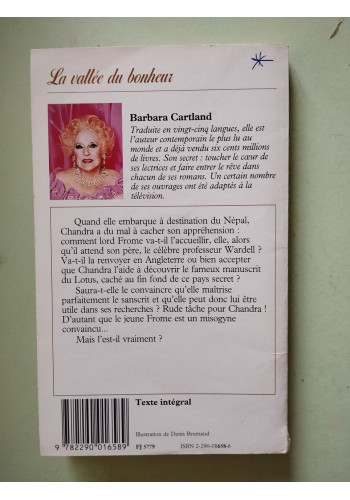 La vallée du bonheur
Barbara Cartland
Traduite en vingt-cinq langues, elle est
l'auteur contemporain le plus lu au
monde et a déjà vendu six cents millions
de livres. Son secret : toucher le cœur de
ses lectrices et faire entrer le rêve dans
chacun de ses romans. Un certain nombre
de ses ouvrages ont été adaptés à la
télévision.
Quand elle embarque à destination du Népal,
Chandra a du mal à cacher son appréhension :
comment lord Frome va-t-il l'accueillir, elle, alors
qu'il attend son père, le célèbre professeur Wardell ?
Va-t-il la renvoyer en Angleterre ou bien accepter
que Chandra l'aide à découvrir le fameux manuscrit
du Lotus, caché au fin fond de ce pays secret ?
Saura-t-elle le convaincre qu'elle maîtrise
parfaitement le sanscrit et qu'elle peut donc lui être
utile dans ses recherches ? Rude tâche pour Chandra !
D'autant que le jeune Frome est un misogyne
convaincu...
Mais l'est-il vraiment ?
Texte intégral
Illustration de Denis Brumaud
9 782290 016589
FJ 5779
ISBN 2-290-01658-6